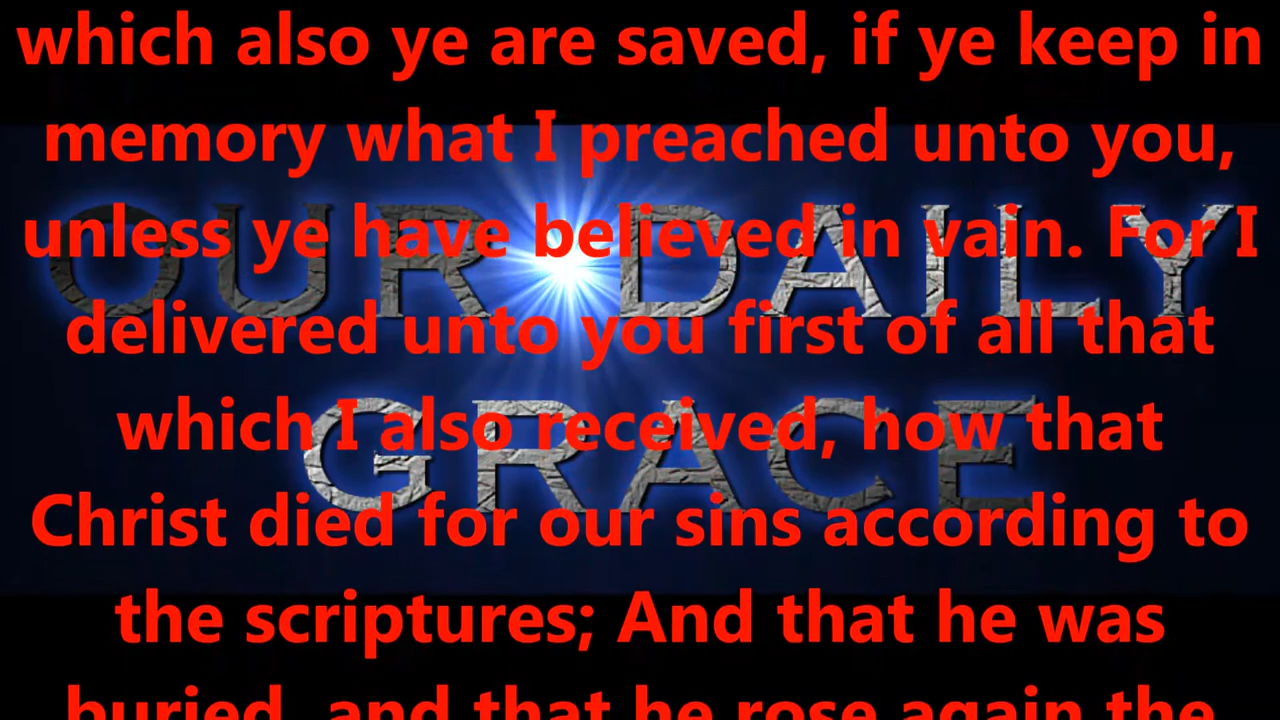 which also ye are saved, if ye keep in
memory what I preached unto you,
unless ye have believed in vain. For I
delivered unto you first of all that
which I also received, how that
Christ died for our sins according to
the scriptures; And that he was
buried, and that he rose again the
OUR DAILY
GRACE